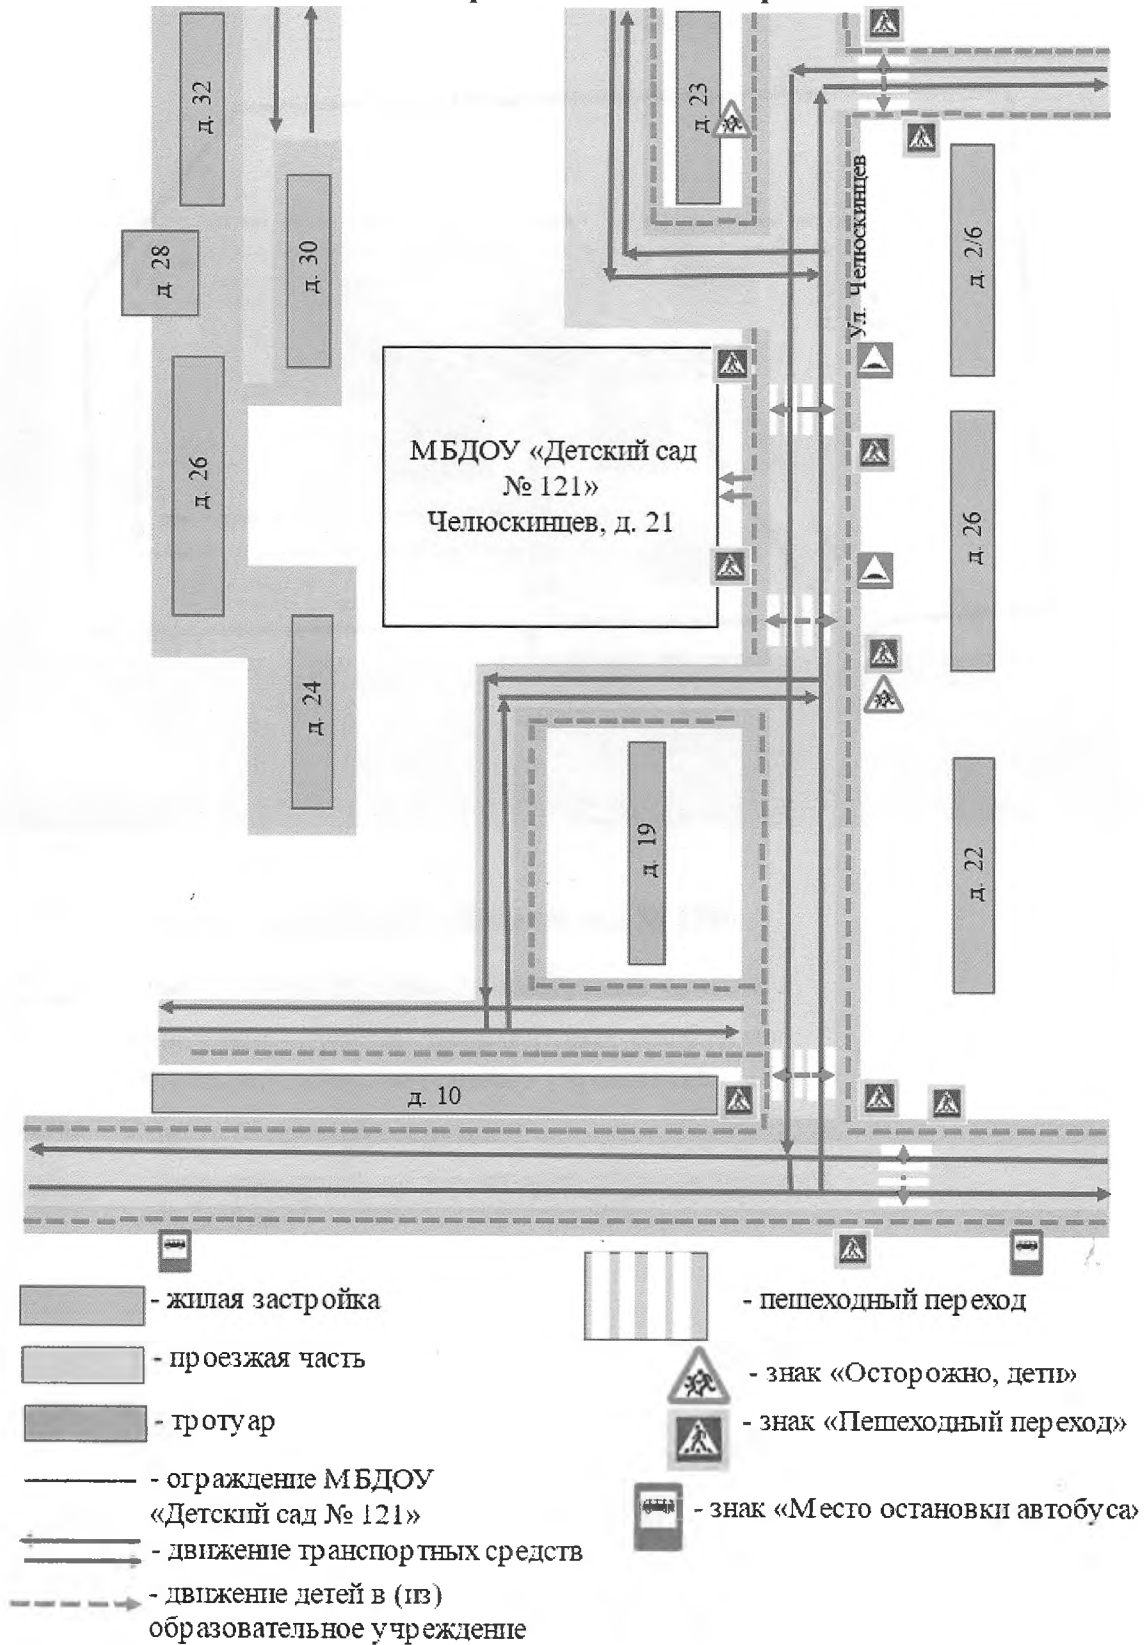 д. 32
д. 23
д. 28
д. 30
Ул. Челюскинцев
д. 2/6
д. 26
МБДОУ «Детский сад
№ 121»
Челюскинцев, д. 21
д. 26
д. 24
д. 19
д. 22
д. 10
- жилая застройка
- проезжая часть
- тротуар
- ограждение МБДОУ
«Детский сад № 121»
- движение транспортных средств
- движение детей в (из)
образовательное учреждение
- пешеходный переход
- знак «Осторожно, дети»
- знак «Пешеходный переход»
- знак «Место остановки автобуса»